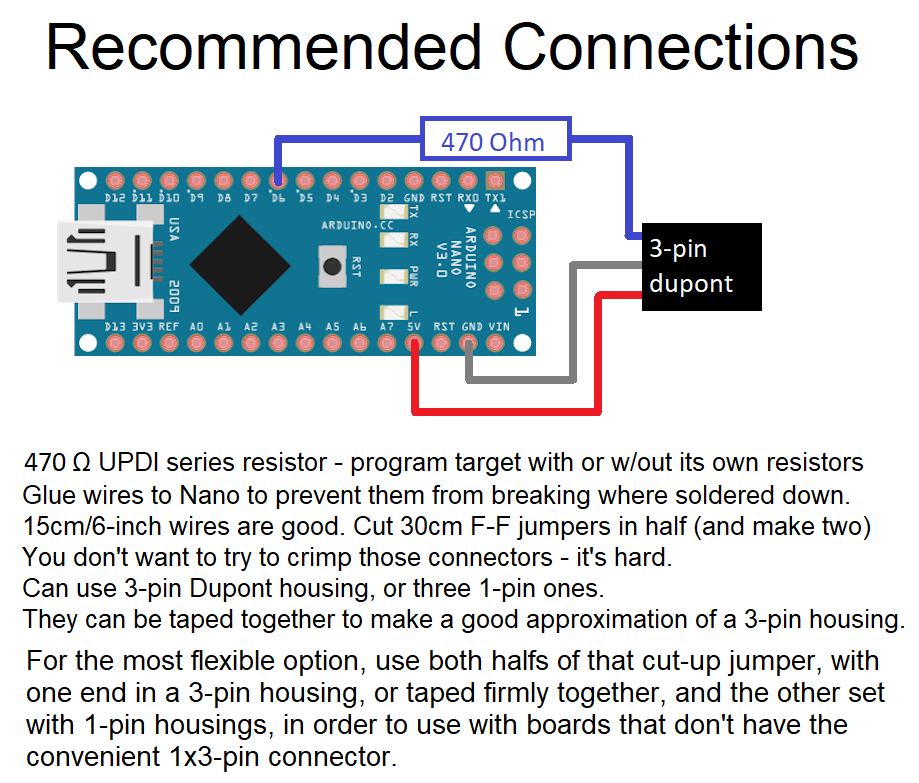 Recommended Connections
470 Ohm
D12 D11 D10 D9 D8 D7 D6 D5 D4 D3 D2 GND RST RX0 TX1
ICSP
TX
ARDUINO.CC
RX
USA
ARDUINO
NANO
V3.0
RST
PWR
2009
L
1
3-pin
dupont
D13 3V3 REF A0 A1 A2 A3 A4 A5 A6 A7 5V RST GND VIN
470 Ω UPDI series resistor - program target with or w/out its own resistors
Glue wires to Nano to prevent them from breaking where soldered down.
15cm/6-inch wires are good. Cut 30cm F-F jumpers in half (and make two)
You don't want to try to crimp those connectors - it's hard.
Can use 3-pin Dupont housing, or three 1-pin ones.
They can be taped together to make a good approximation of a 3-pin housing.
For the most flexible option, use both halfs of that cut-up jumper, with
one end in a 3-pin housing, or taped firmly together, and the other set
with 1-pin housings, in order to use with boards that don't have the
convenient 1x3-pin connector.